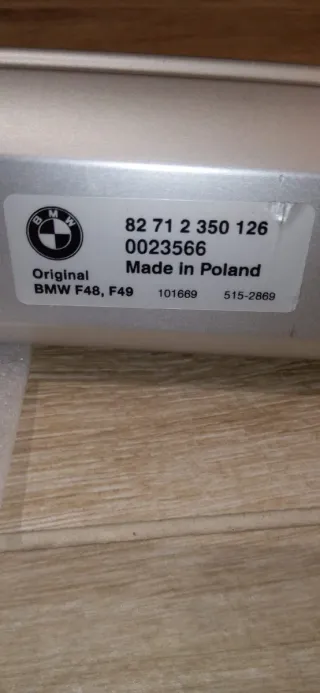 BMW
82 71 2 350 126
0023566
Made in Poland
Original
BMW F48, F49 101669 515-2869